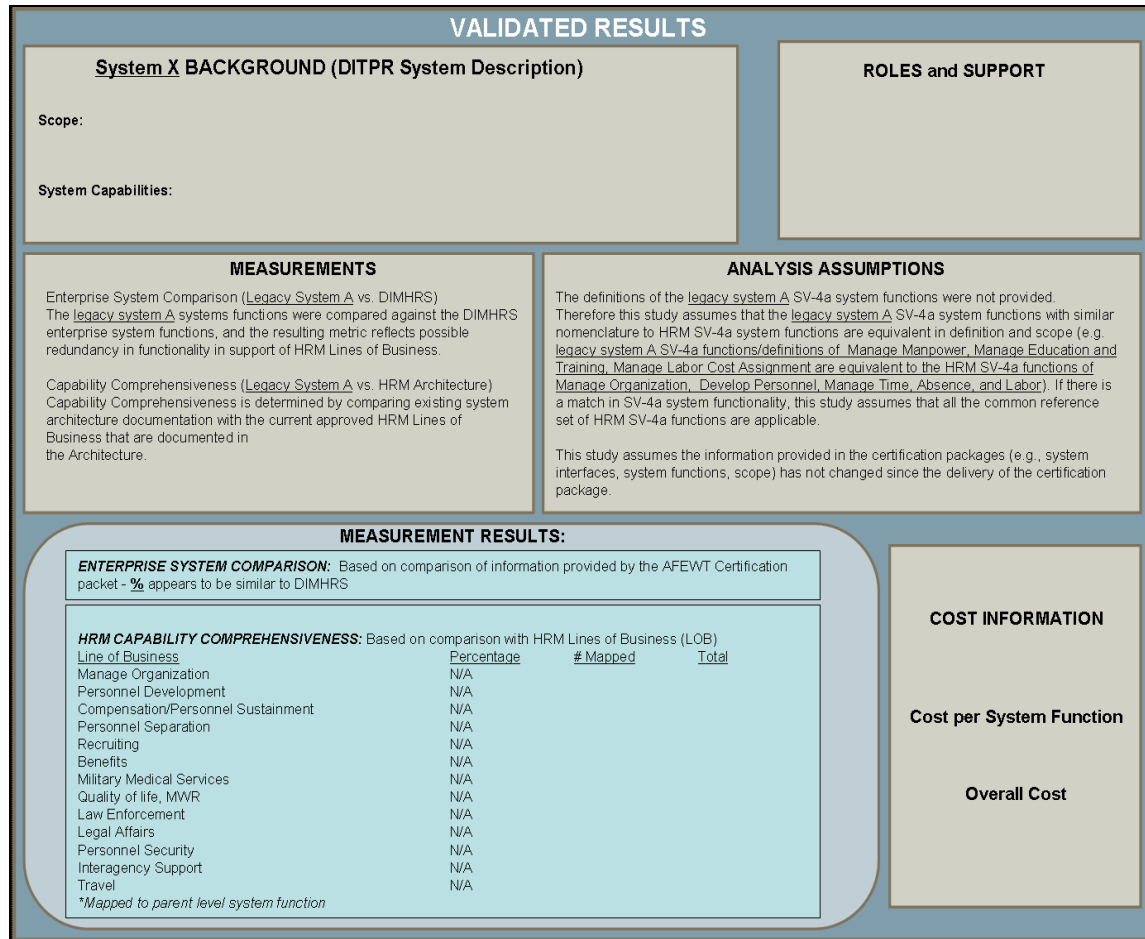 VALIDATED RESULTS
System X BACKGROUND (DITPR System Description)
Scope:
System Capabilities:
ROLES and SUPPORT
MEASUREMENTS
Enterprise System Comparison (Legacy System A vs. DIMHRS)
The legacy system A systems functions were compared against the DIMHRS
enterprise system functions, and the resulting metric reflects possible
redundancy in functionality in support of HRM Lines of Business.
Capability Comprehensiveness (Legacy System A vs. HRM Architecture)
Capability Comprehensiveness is determined by comparing existing system
architecture documentation with the current approved HRM Lines of
Business that are documented in
the Architecture.
ANALYSIS ASSUMPTIONS
The definitions of the legacy system A SV-4a system functions were not provided.
Therefore this study assumes that the legacy system A SV-4a system functions with similar
nomenclature to HRM SV-4a system functions are equivalent in definition and scope (e.g.
legacy system A SV-4a functions/definitions of Manage Manpower, Manage Education and
Training, Manage Labor Cost Assignment are equivalent to the HRM SV-4a functions of
Manage Organization, Develop Personnel, Manage Time, Absence, and Labor). If there is
a match in SV-4a system functionality, this study assumes that all the common reference
set of HRM SV-4a functions are applicable.
This study assumes the information provided in the certification packages (e.g., system
interfaces, system functions, scope) has not changed since the delivery of the certification
package.
MEASUREMENT RESULTS:
ENTERPRISE SYSTEM COMPARISON: Based on comparison of information provided by the AFEWT Certification
packet - % appears to be similar to DIMHRS
HRM CAPABILITY COMPREHENSIVENESS: Based on comparison with HRM Lines of Business (LOB)
Line of Business Percentage # Mapped Total
Manage Organization N/A
Personnel Development N/A
Compensation/Personnel Sustainment N/A
Personnel Separation N/A
Recruiting N/A
Benefits N/A
Military Medical Services N/A
Quality of life, MWR N/A
Law Enforcement N/A
Legal Affairs N/A
Personnel Security N/A
Interagency Support N/A
Travel N/A
*Mapped to parent level system function
COST INFORMATION
Cost per System Function
Overall Cost